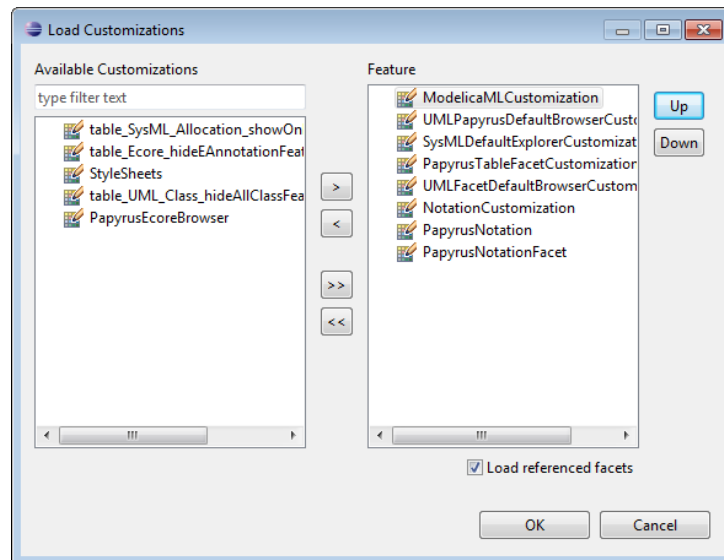 Load Customizations
Available Customizations
type filter text
table_SysML_Allocation_showOn
table_Ecore_hideEAnnotationFeat
StyleSheets
table_UML_Class_hideAllClassFea
PapyrusEcoreBrowser
>
<
>>
<<
Feature
ModelicaMLCustomization
UMLPapyrusDefaultBrowserCusto
SysMLDefaultExplorerCustomizat
PapyrusTableFacetCustomization
UMLFacetDefaultBrowserCustom
NotationCustomization
PapyrusNotation
PapyrusNotationFacet
Up
Down
Load referenced facets
OK
Cancel